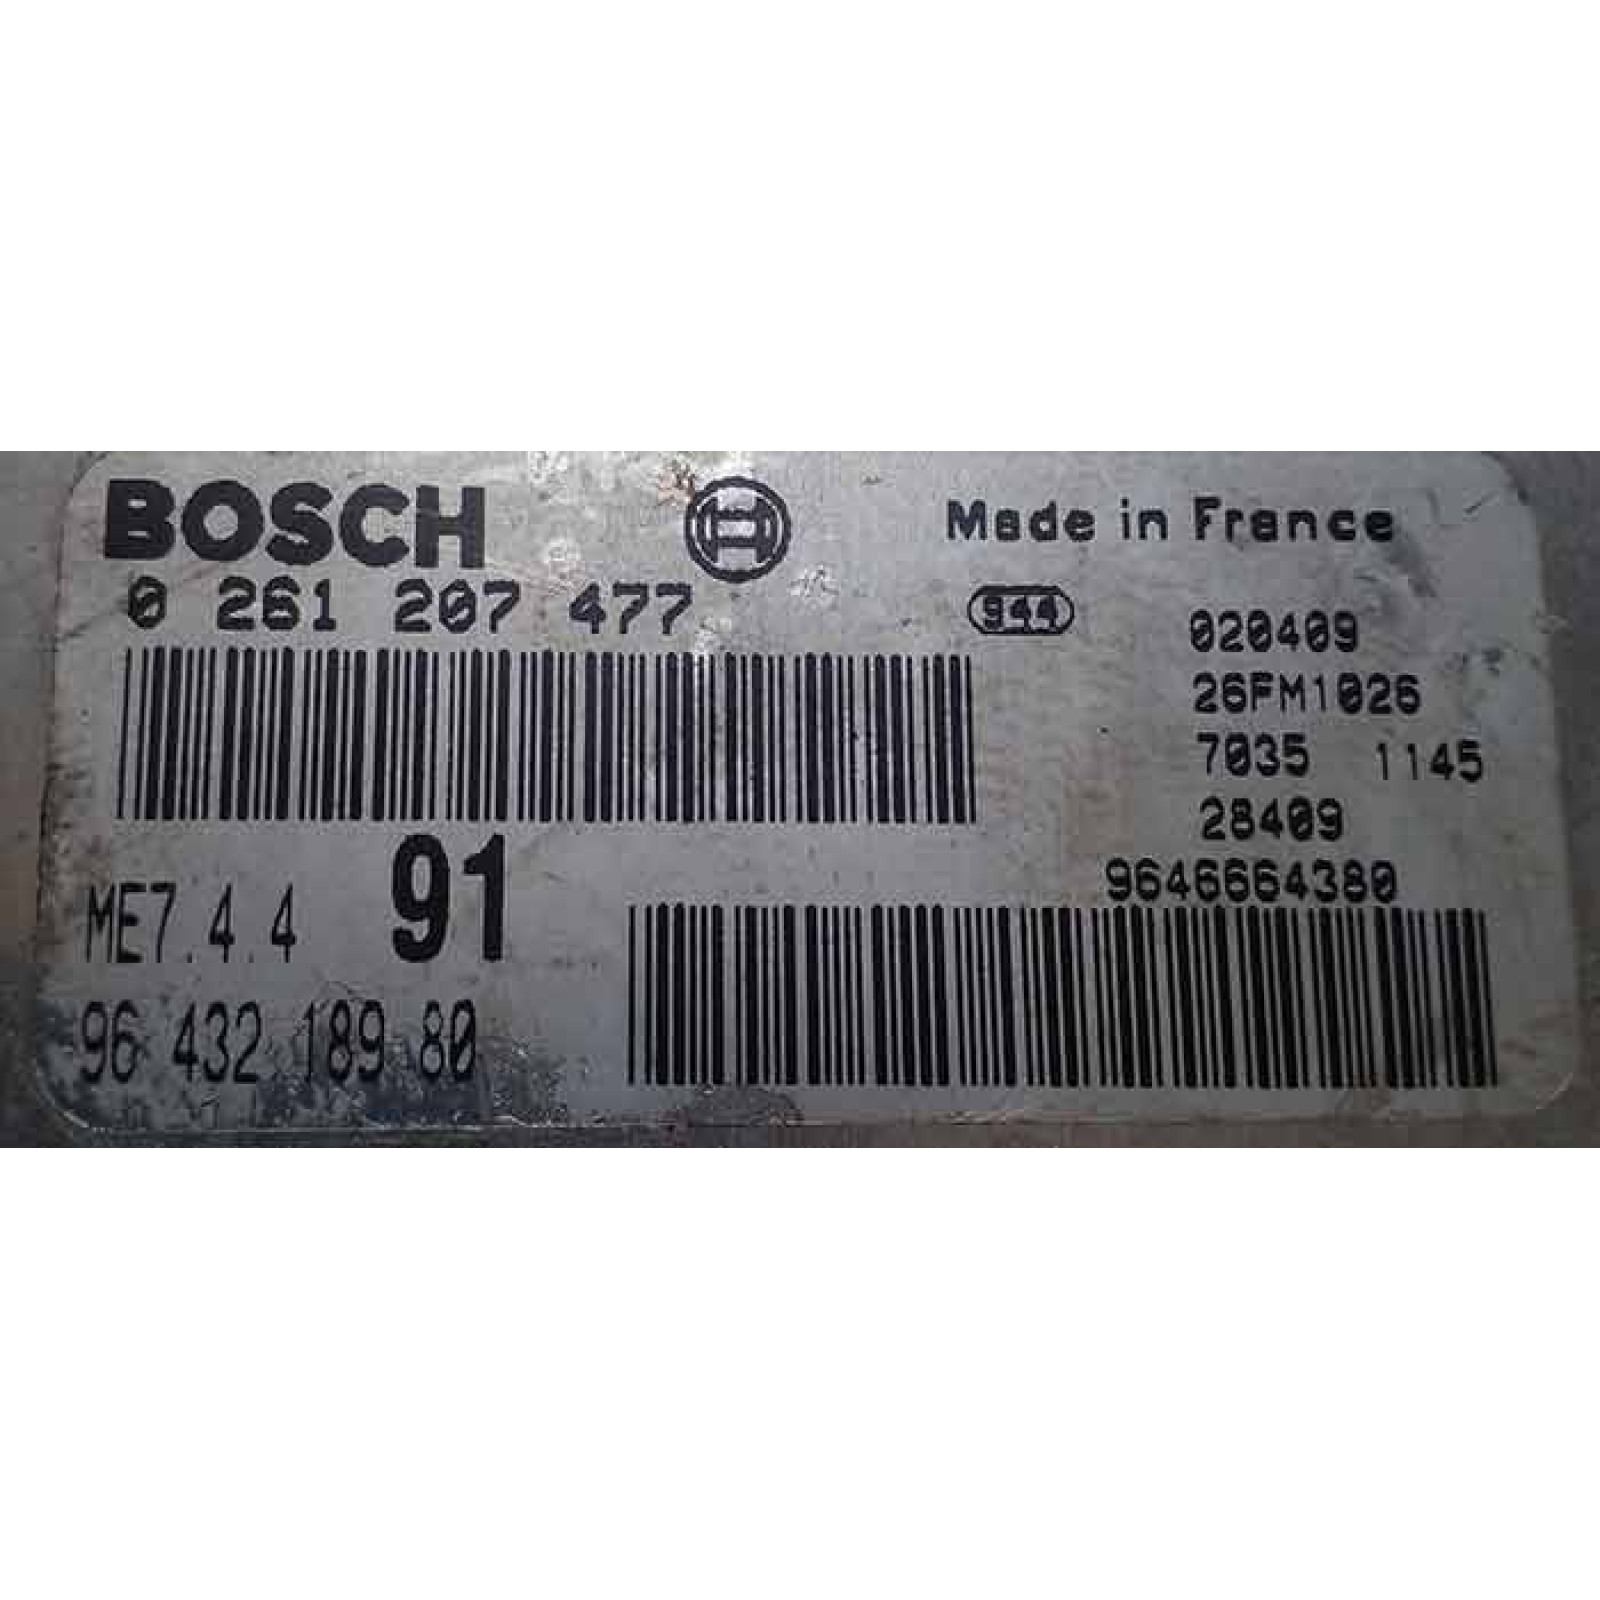 BOSCH
Made in France
0 261 207 477
944
020409
26FM1026
7035 1145
28409
9646664380
ME7.4.4 91
96 432 189 80